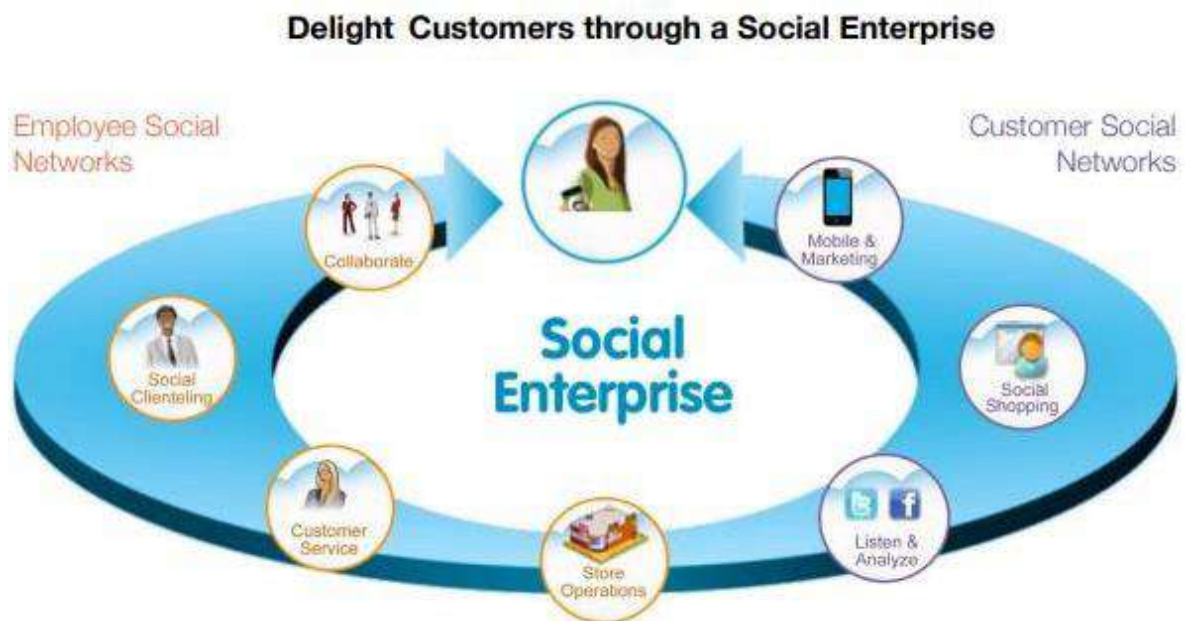 Delight Customers through a Social Enterprise
Employee Social
Networks
Customer Social
Networks
Collaborate
Mobile &
Marketing
Social
Clienteling
Social
Enterprise
Social
Shopping
Customer
Service
Store
Operations
Listen &
Analyze